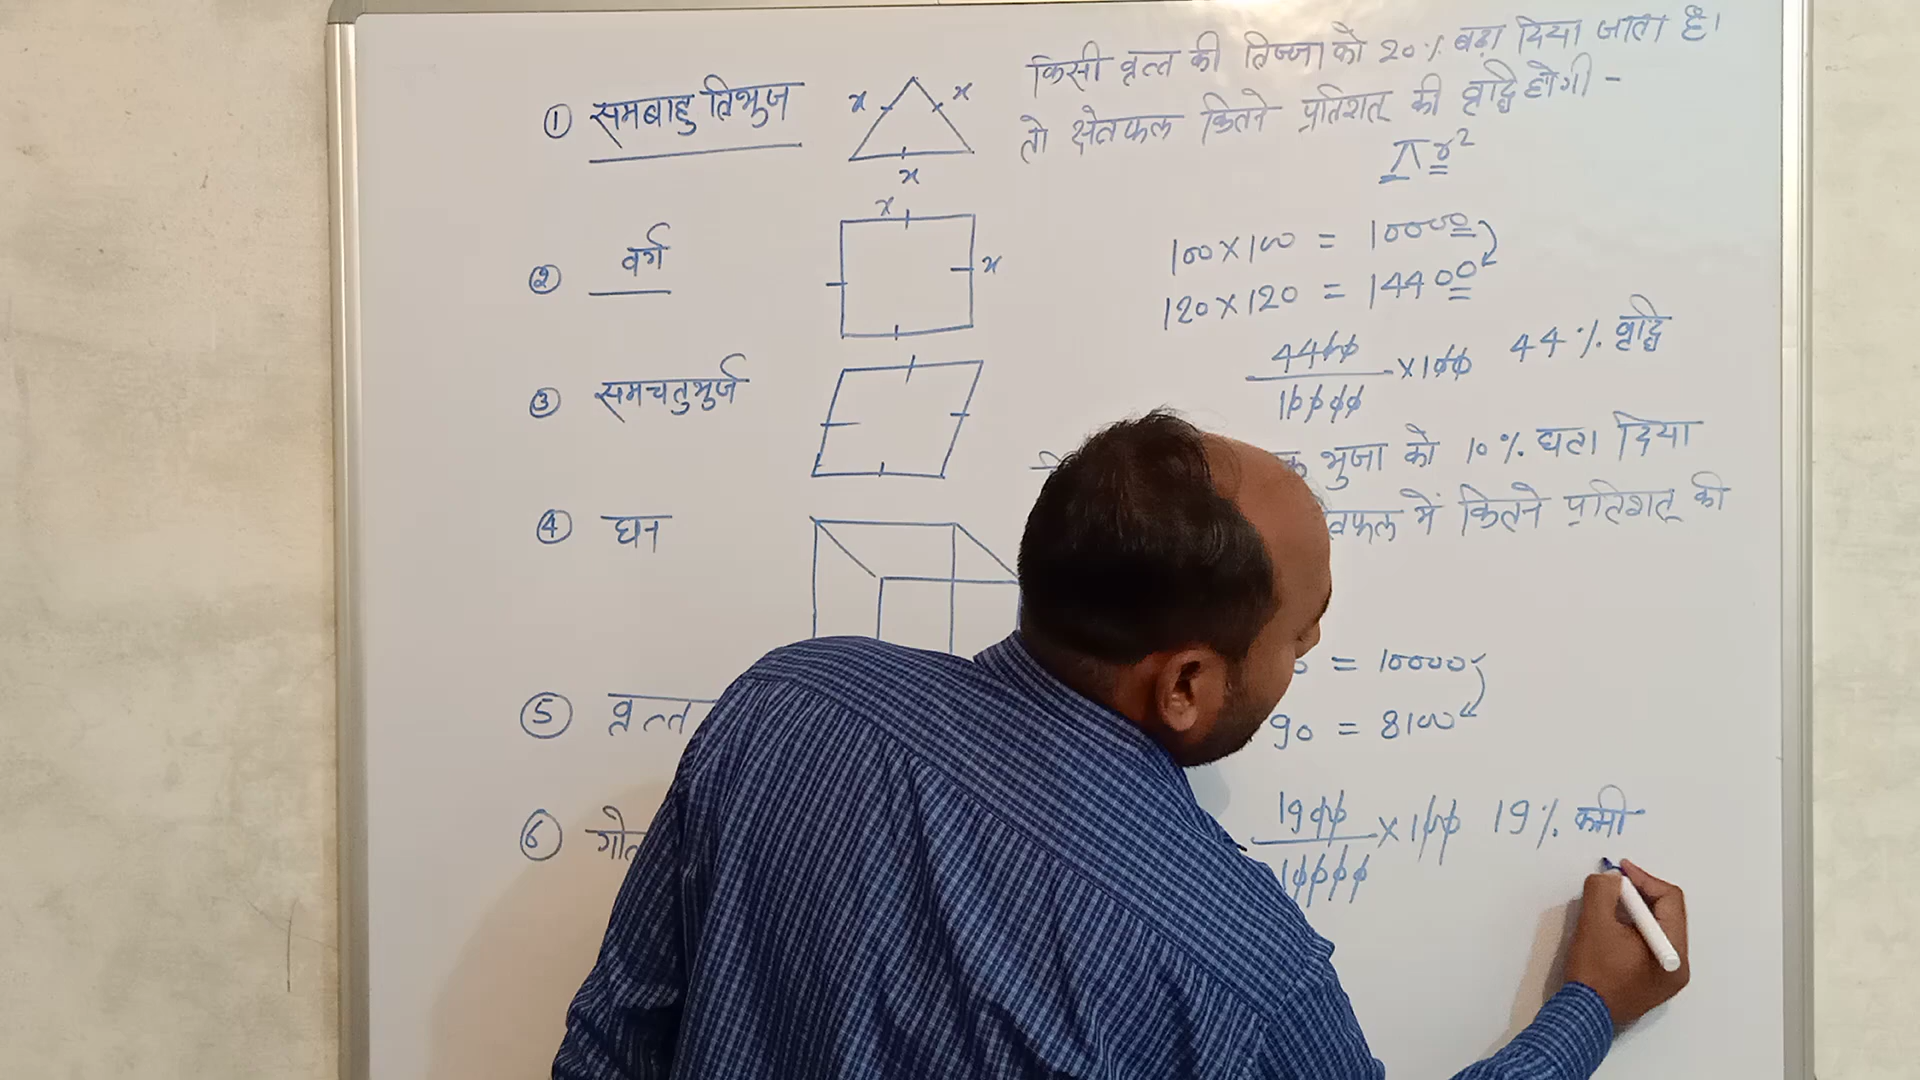 ① समबाहु त्रिभुज
x x
x
② वर्ग
x
x
③ समचतुर्भुज
④ घन
⑤ वृत्त
⑥
किसी वृत्त की त्रिज्जा को 20% बढ़ा दिया जाता है।
तो क्षेत्रफल कितने प्रतिशत् की वृद्धि होगी -
πr²
100×100 = 10000
120×120 = 14400
4400/10000 ×100 44% वृद्धि
भुजा को 10% घटा दिया
में कितने प्रतिशत् की
= 10000
90 = 8100
1900/10000 ×100 19% कमी